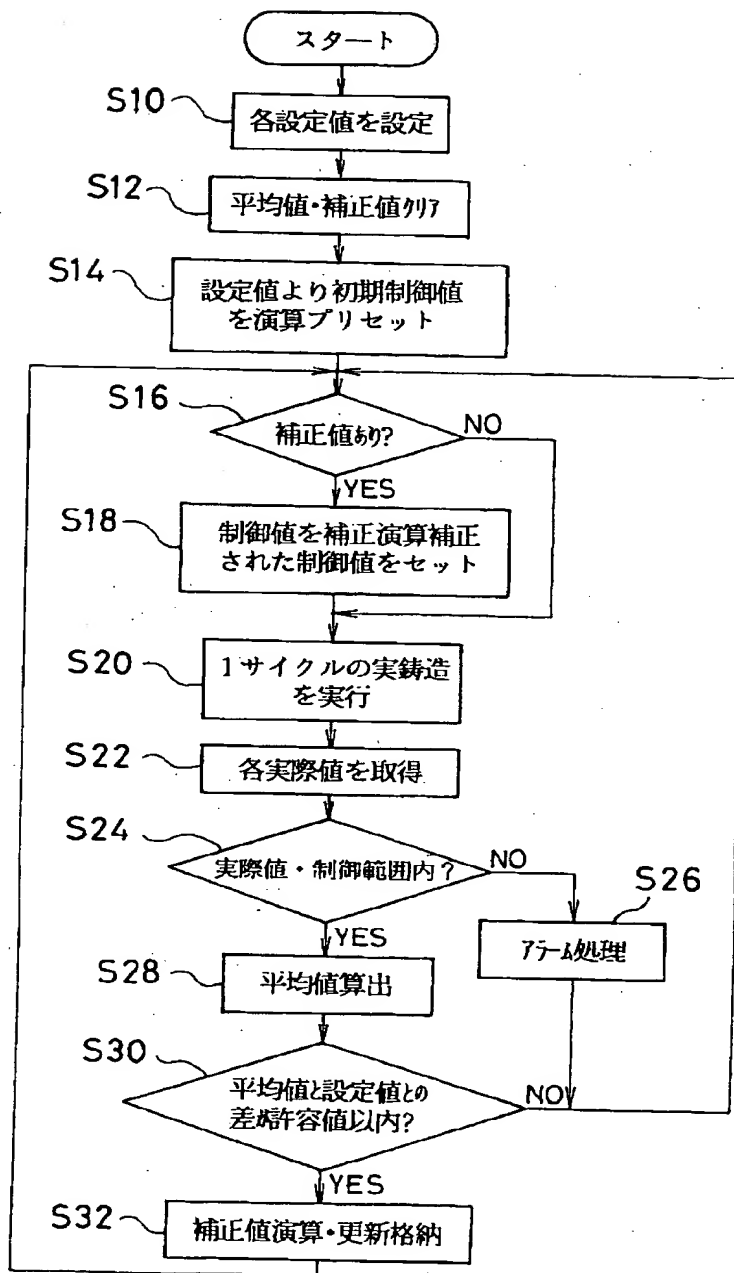 スタート
S10
各設定値を設定
S12
平均値・補正値クリア
S14
設定値より初期制御値
を演算プリセット
S16
補正値あり?
NO
YES
S18
制御値を補正演算補正
された制御値をセット
S20
1サイクルの実鋳造
を実行
S22
各実際値を取得
S24
実際値・制御範囲内?
NO
S26
アラーム処理
YES
S28
平均値算出
S30
平均値と設定値との
差が許容値以内?
NO
YES
S32
補正値演算・更新格納